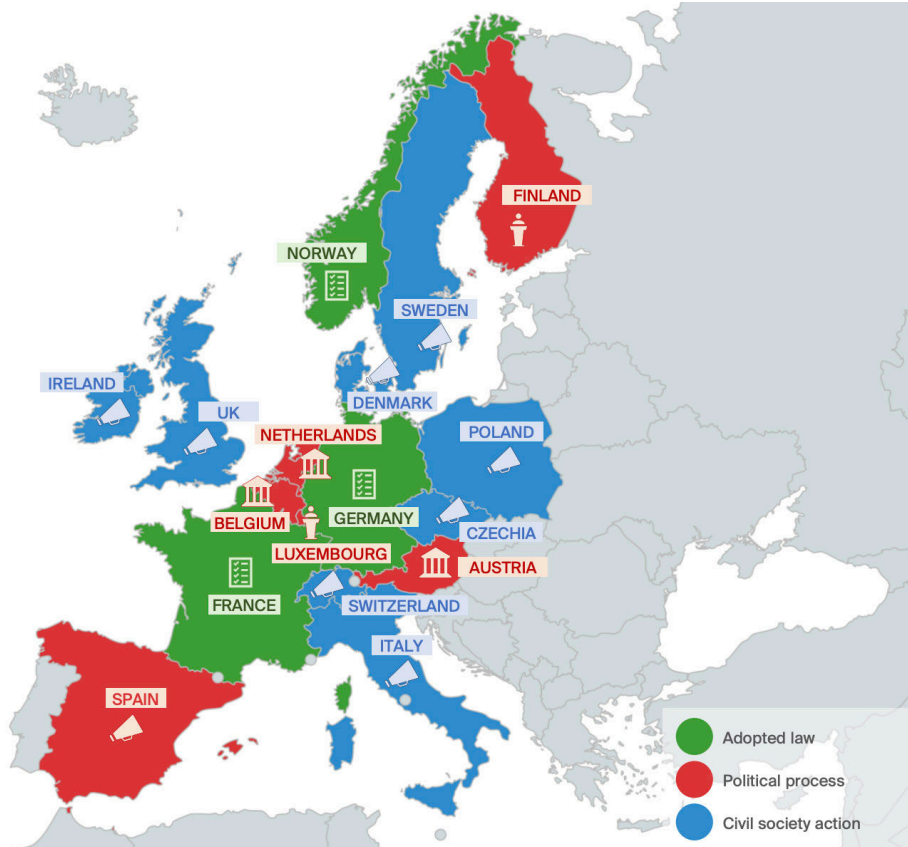 FINLAND
NORWAY
SWEDEN
IRELAND
UK
DENMARK
NETHERLANDS
POLAND
BELGIUM
GERMANY
CZECHIA
LUXEMBOURG
AUSTRIA
FRANCE
SWITZERLAND
ITALY
SPAIN
Adopted law
Political process
Civil society action